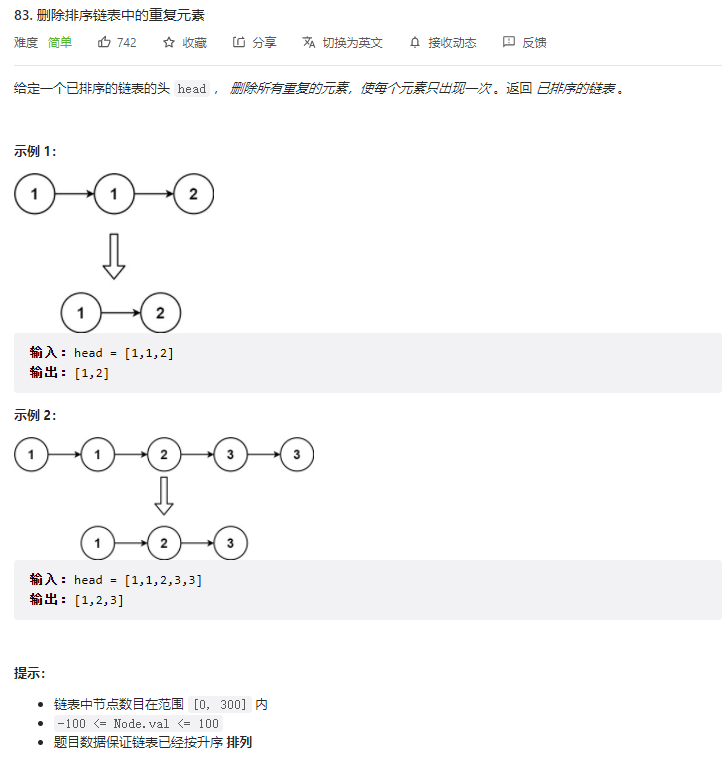 83. 删除排序链表中的重复元素
难度 简单 742 收藏 分享 切换为英文 接收动态 反馈
给定一个已排序的链表的头 head ， 删除所有重复的元素，使每个元素只出现一次 。返回 已排序的链表 。
示例 1：
1 1 2
1 2
输入：head = [1,1,2]
输出：[1,2]
示例 2：
1 1 2 3 3
1 2 3
输入：head = [1,1,2,3,3]
输出：[1,2,3]
提示：
链表中节点数目在范围 [0, 300] 内
-100 <= Node.val <= 100
题目数据保证链表已经按升序 排列